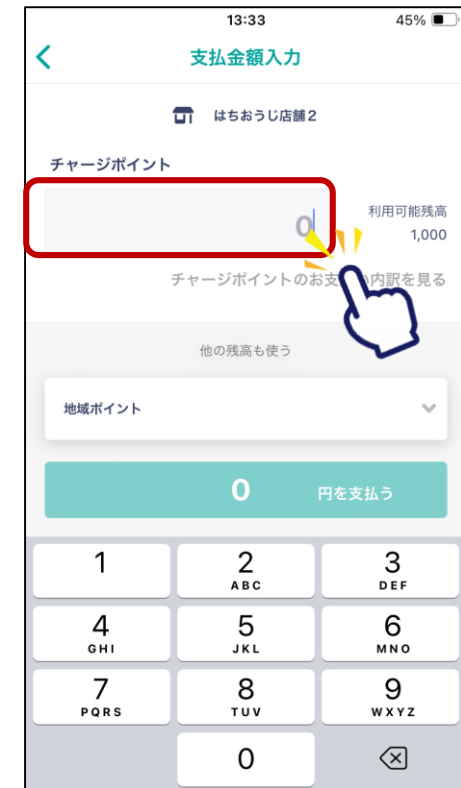 13:33 45%
支払金額入力
はちおうじ店舗2
チャージポイント
0
利用可能残高
1,000
チャージポイントのお支 内訳を見る
他の残高も使う
地域ポイント
0 円を支払う
1 2 3
ABC DEF
4 5 6
GHI JKL MNO
7 8 9
PQRS TUV WXYZ
0